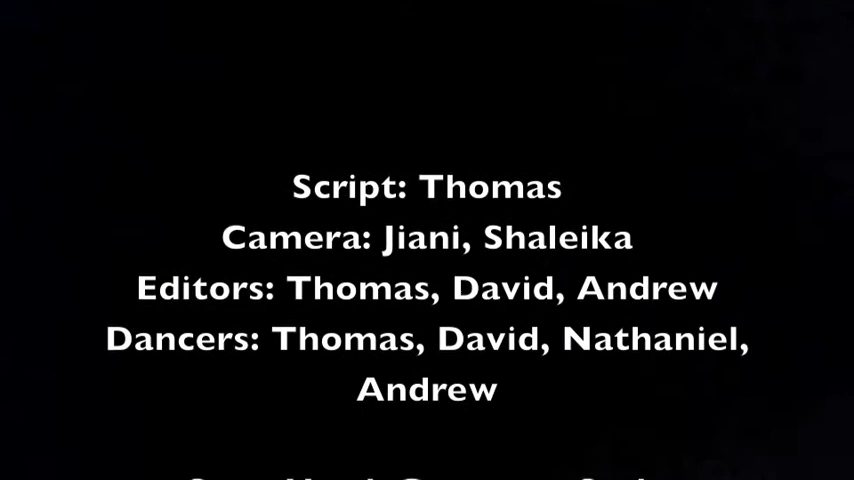 Script: Thomas
Camera: Jiani, Shaleika
Editors: Thomas, David, Andrew
Dancers: Thomas, David, Nathaniel,
Andrew